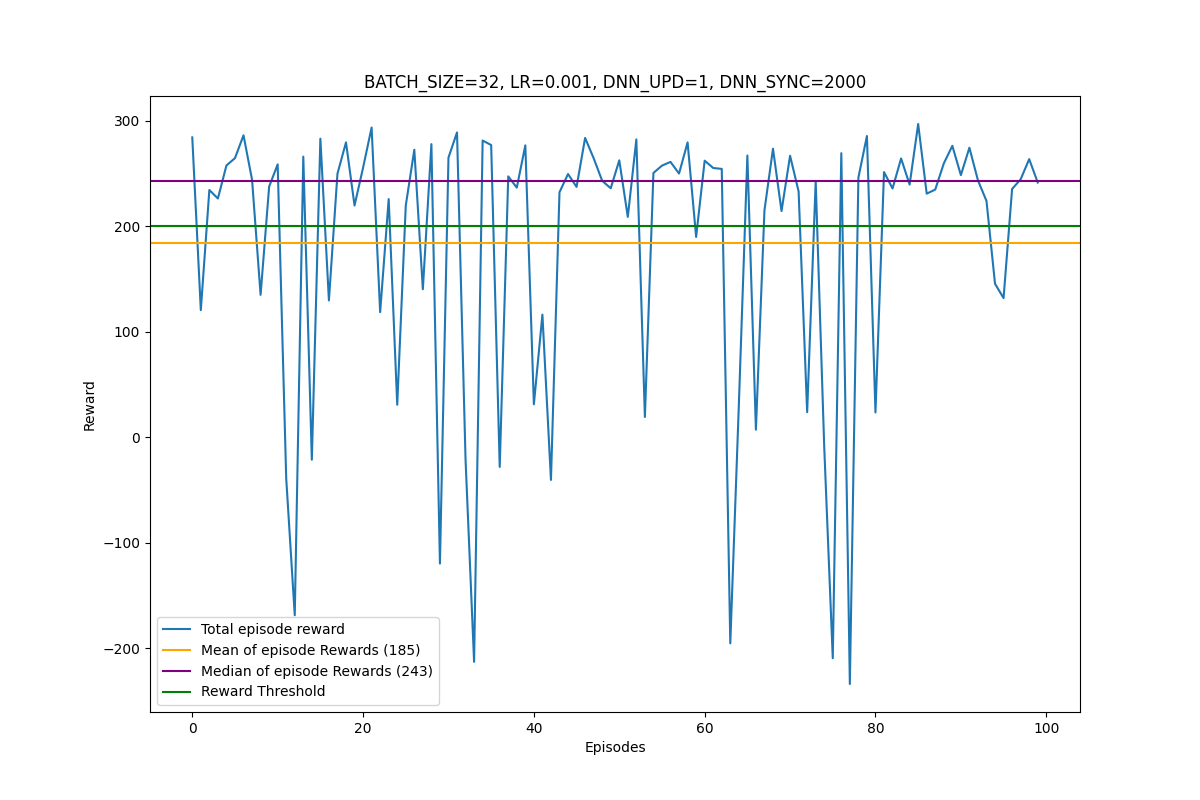 BATCH_SIZE=32, LR=0.001, DNN_UPD=1, DNN_SYNC=2000
300
200
100
0
−100
−200
Reward
Total episode reward
Mean of episode Rewards (185)
Median of episode Rewards (243)
Reward Threshold
0 20 40 60 80 100
Episodes